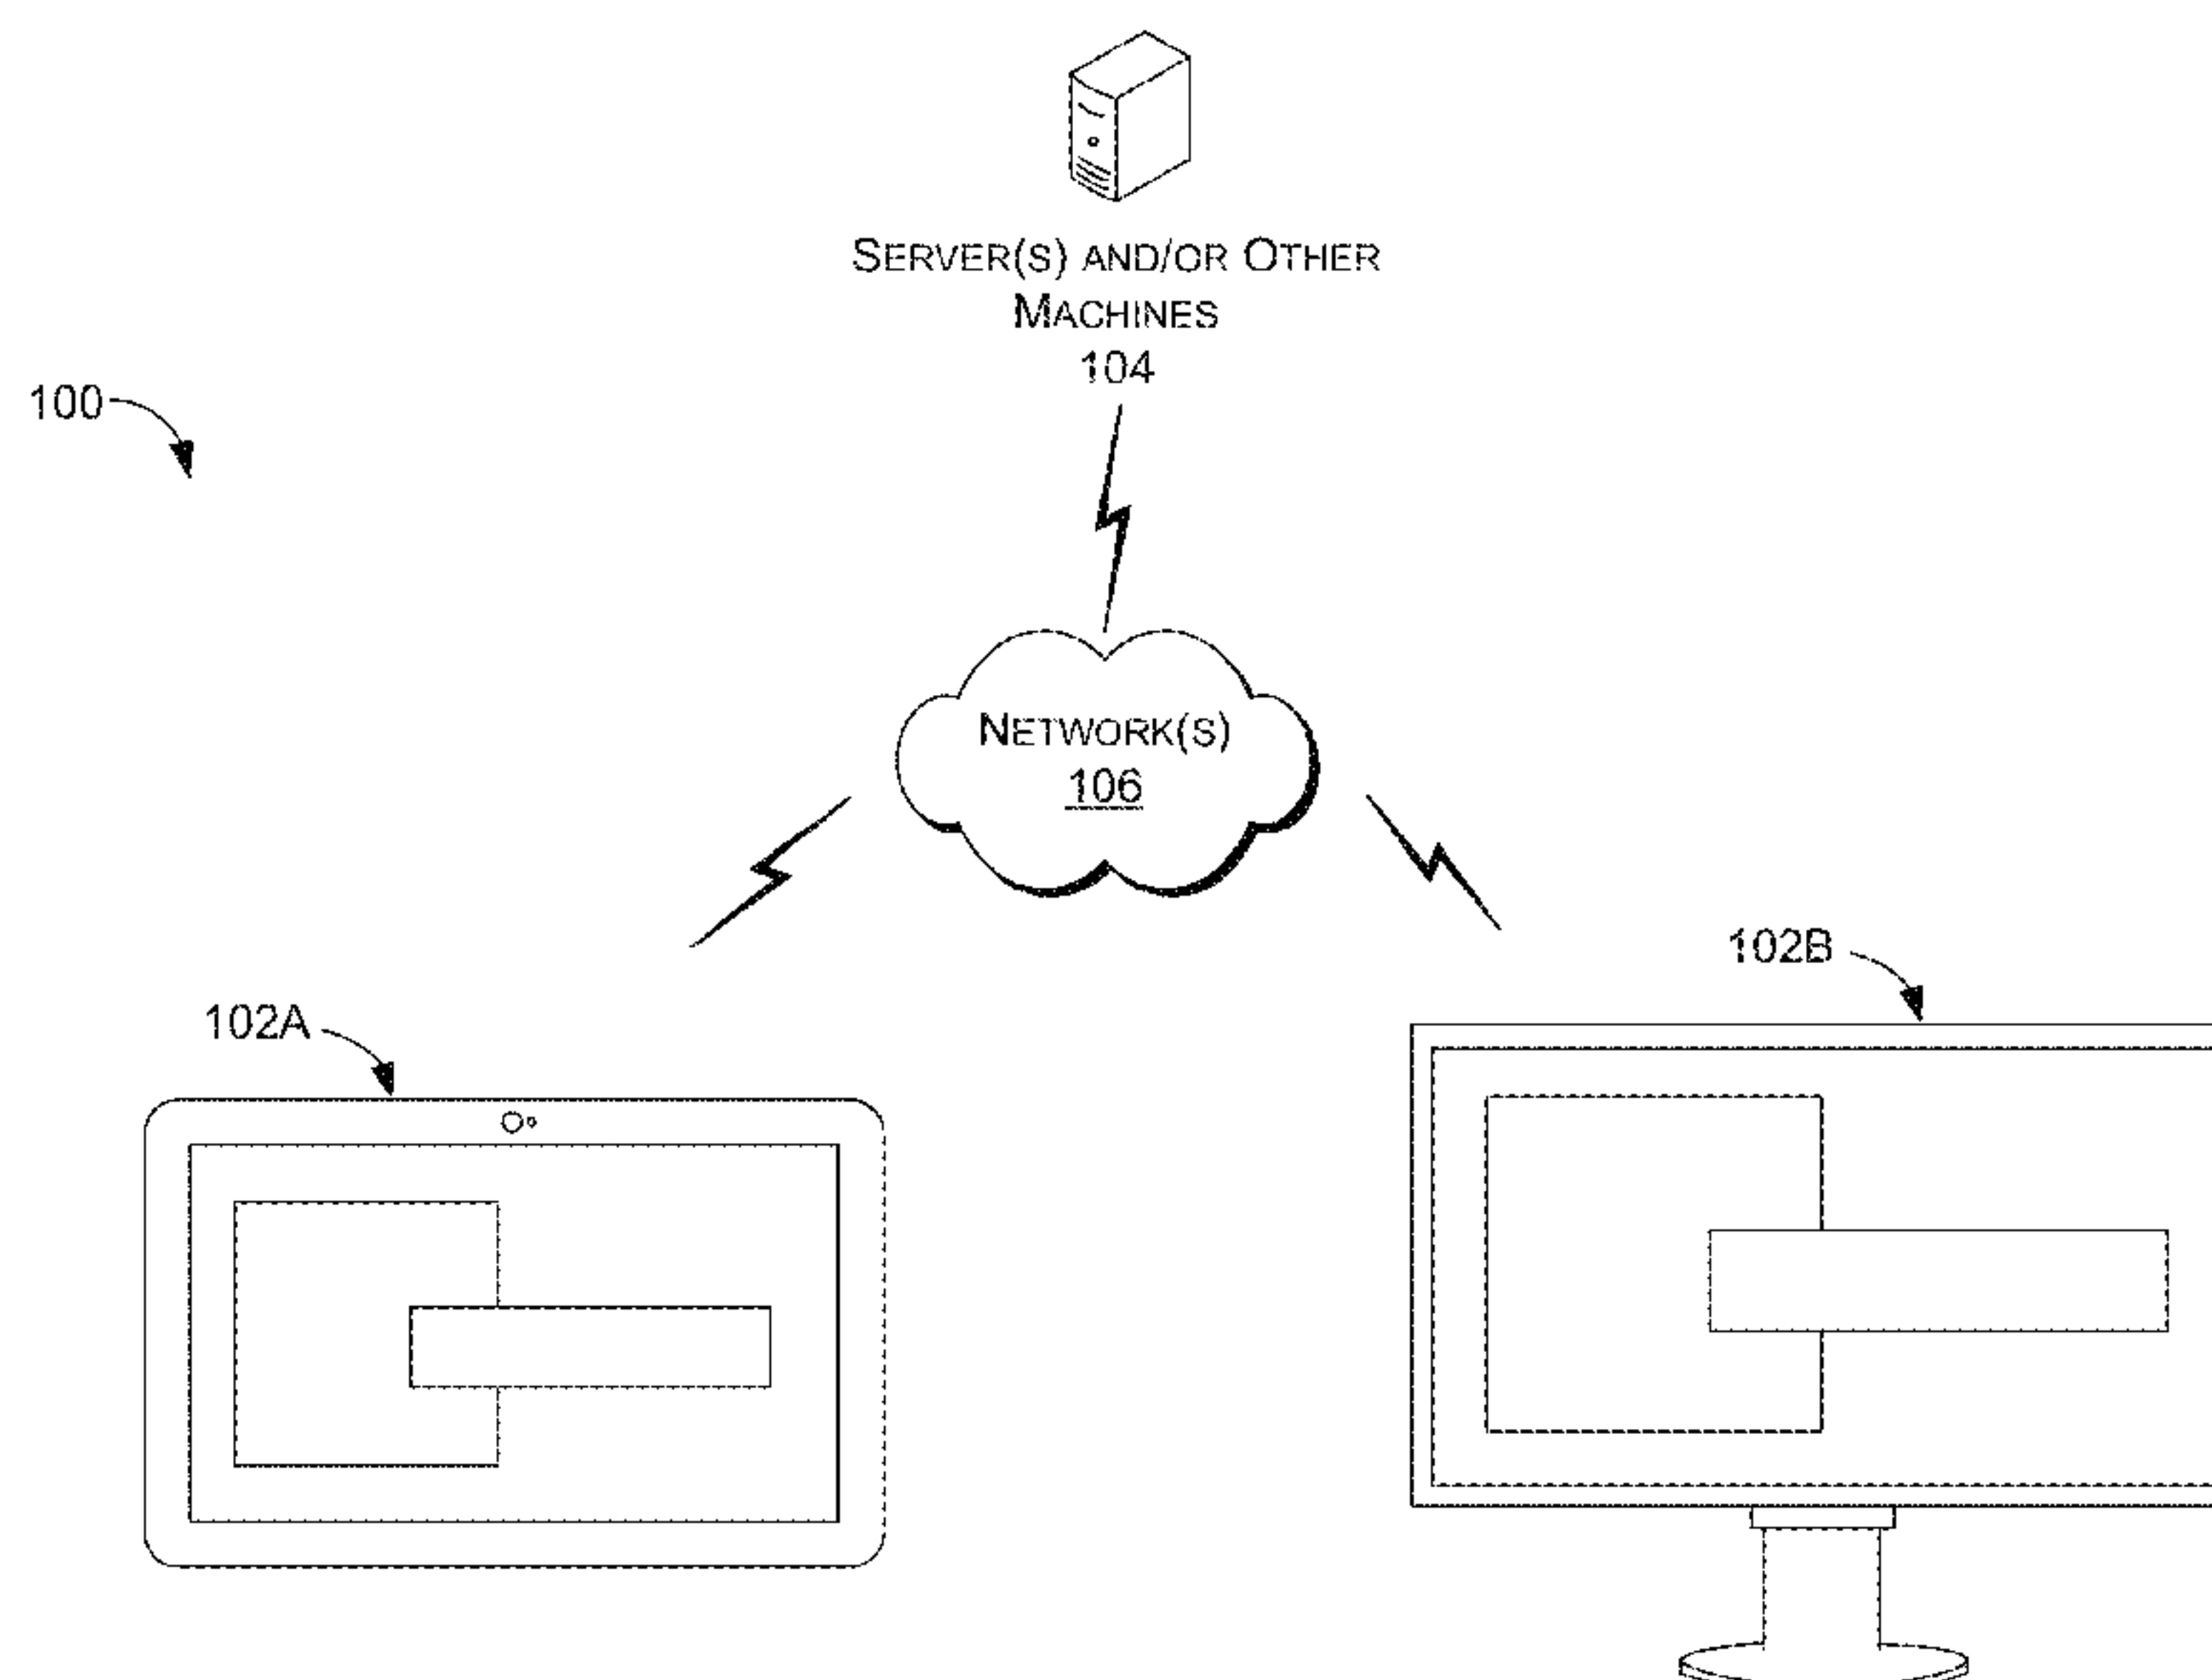 SERVER(S) AND/OR OTHER
MACHINES
104
100
NETWORK(S)
106
102B
102A